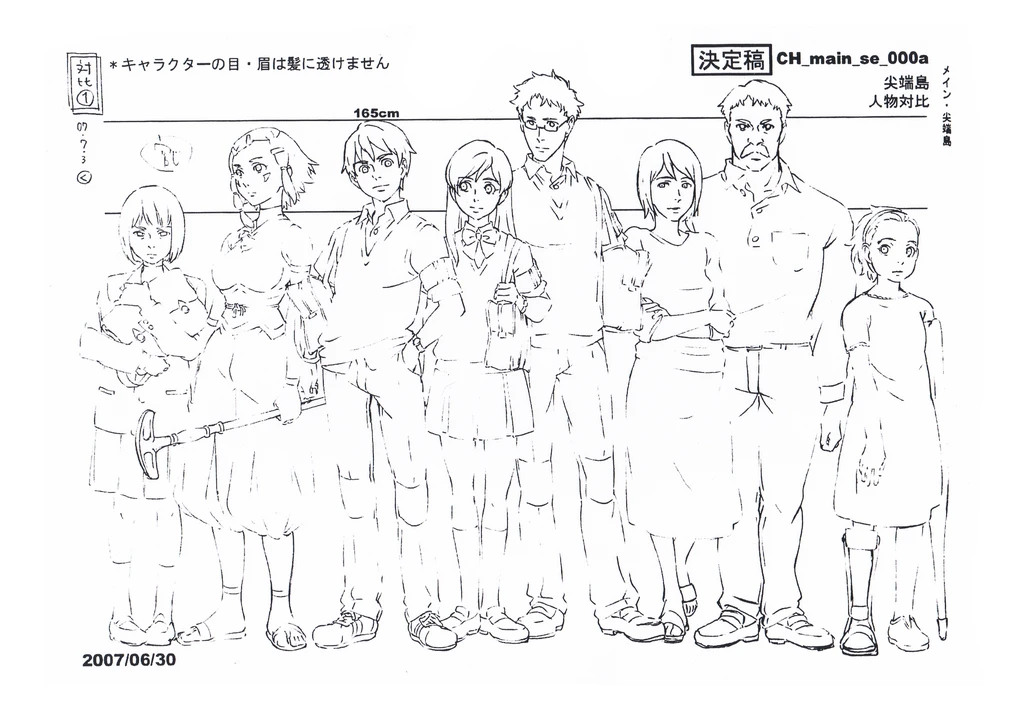 対比①
07.7.3
*キャラクターの目・眉は髪に透けません
165cm
決定稿 CH_main_se_000a
尖端島
人物対比
メイン・尖端島
2007/06/30